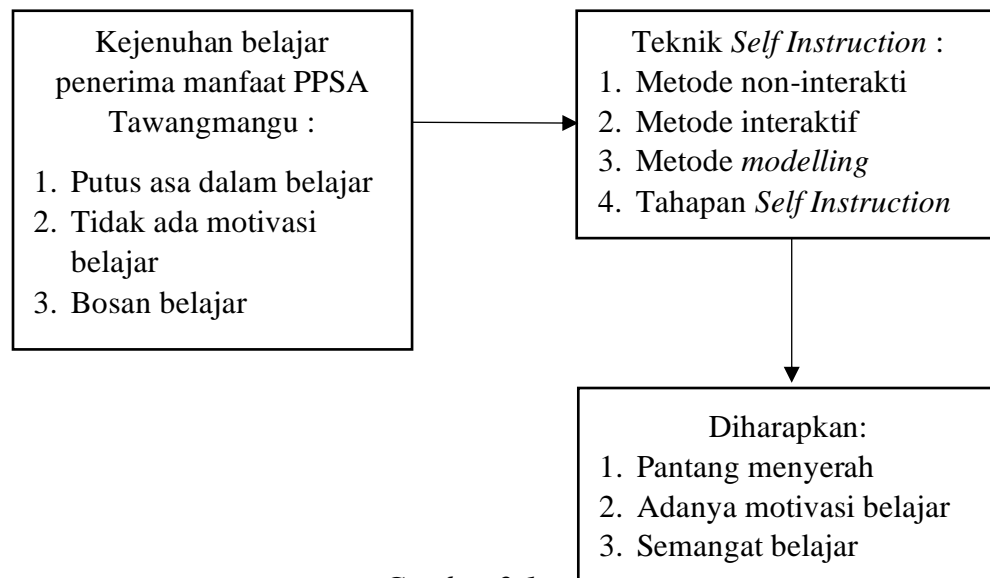 Kejenuhan belajar
penerima manfaat PPSA
Tawangmangu :
1. Putus asa dalam belajar
2. Tidak ada motivasi
belajar
3. Bosan belajar
Teknik Self Instruction :
1. Metode non-interakti
2. Metode interaktif
3. Metode modelling
4. Tahapan Self Instruction
Diharapkan:
1. Pantang menyerah
2. Adanya motivasi belajar
3. Semangat belajar